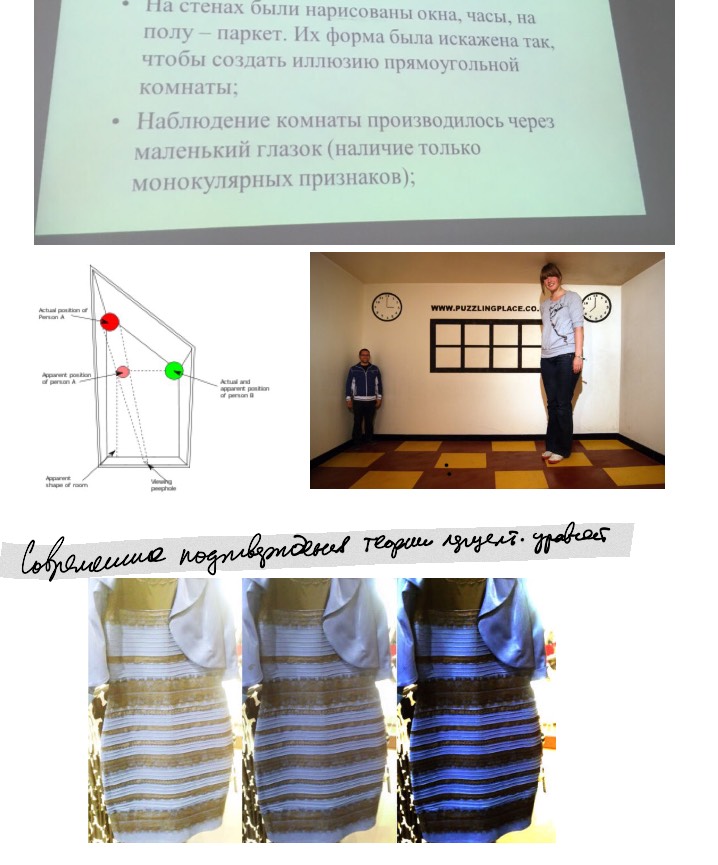 • На стенах были нарисованы окна, часы, на
полу – паркет. Их форма была искажена так,
чтобы создать иллюзию прямоугольной
комнаты;
• Наблюдение комнаты производилось через
маленький глазок (наличие только
монокулярных признаков);
Actual position of
Person A
Apparent position
of person A
Actual and
apparent position
of person B
Apparent
shape of room
Viewing
peephole
WWW.PUZZLINGPLACE.CO.
Современные подтверждения теории перцепт. уравнен